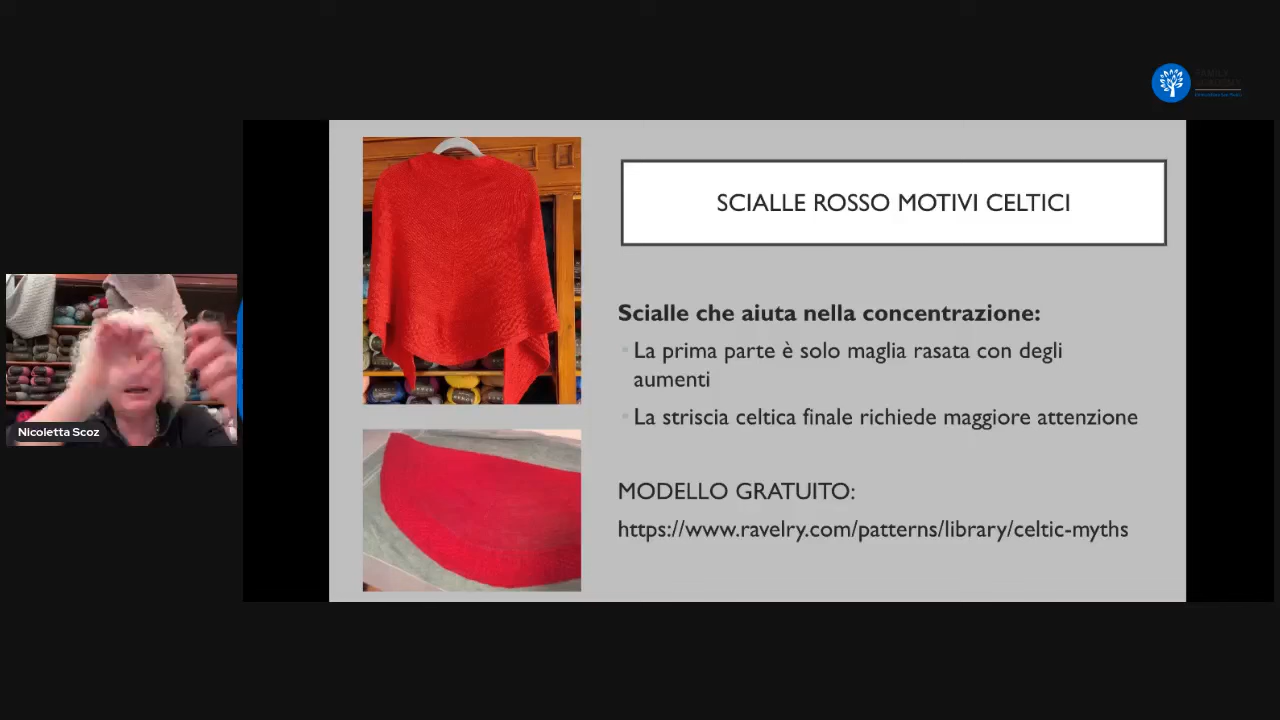 SCIALLE ROSSO MOTIVI CELTICI
Scialle che aiuta nella concentrazione:
La prima parte è solo maglia rasata con degli
aumenti
La striscia celtica finale richiede maggiore attenzione
MODELLO GRATUITO:
https://www.ravelry.com/patterns/library/celtic-myths
Nicoletta Scoz